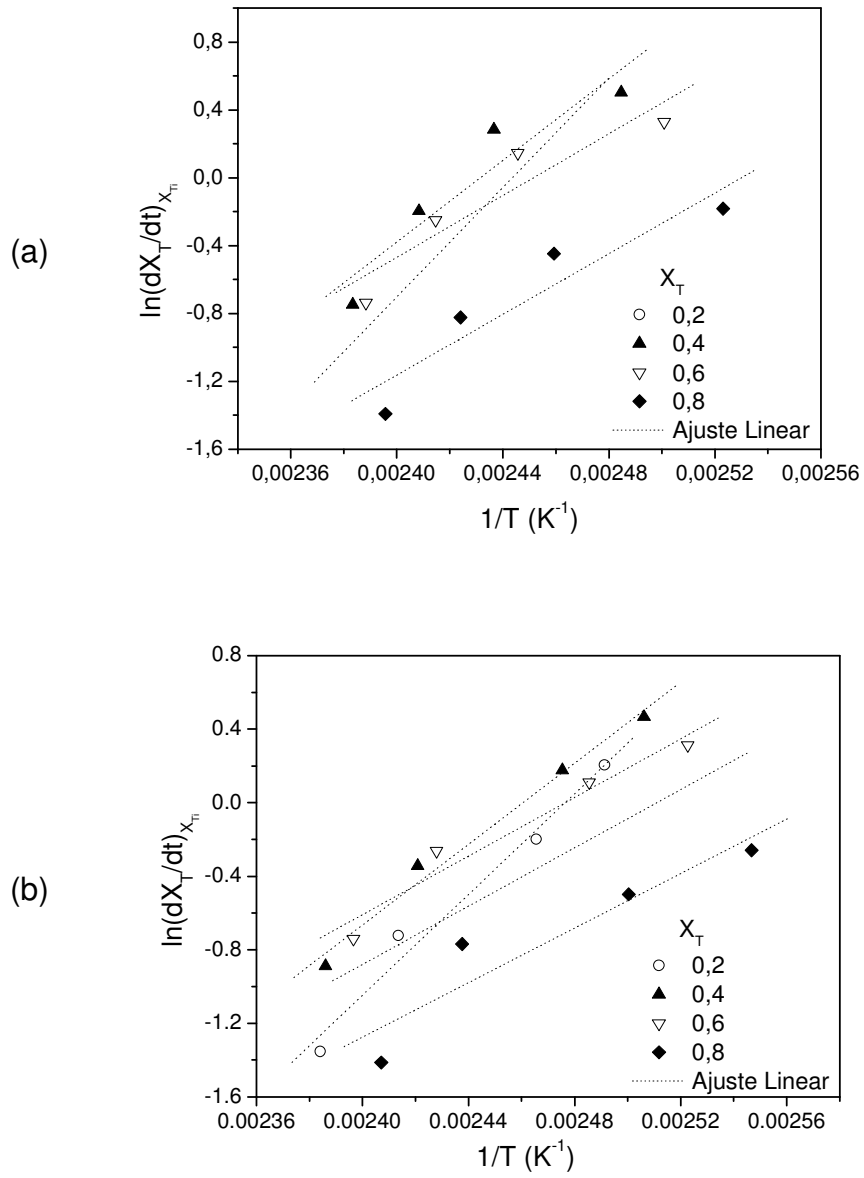 0,8
0,4
0,0
-0,4
-0,8
-1,2
-1,6
ln(dX_T/dt)_{X_{Ti}}
(a)
X_T
0,2
0,4
0,6
0,8
Ajuste Linear
0,00236 0,00240 0,00244 0,00248 0,00252 0,00256
1/T (K^{-1})
0.8
0.4
0.0
-0.4
-0.8
-1.2
-1.6
ln(dX_T/dt)_{X_{Ti}}
(b)
X_T
0,2
0,4
0,6
0,8
Ajuste Linear
0.00236 0.00240 0.00244 0.00248 0.00252 0.00256
1/T (K^{-1})